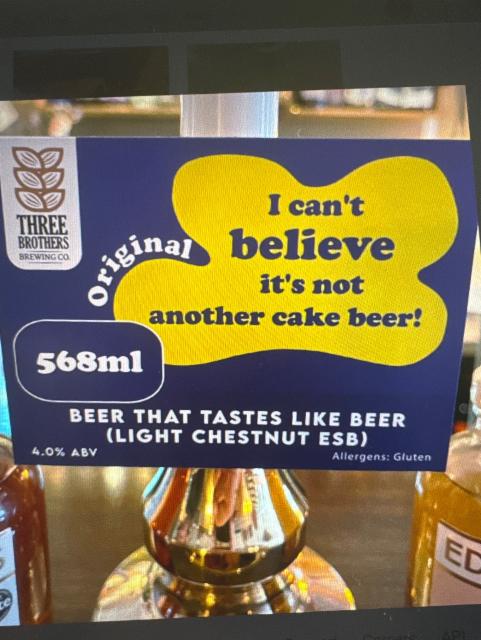 THREE
BROTHERS
BREWING CO.
Original
I can't
believe
it's not
another cake beer!
568ml
BEER THAT TASTES LIKE BEER
(LIGHT CHESTNUT ESB)
4.0% ABV
Allergens: Gluten
ED